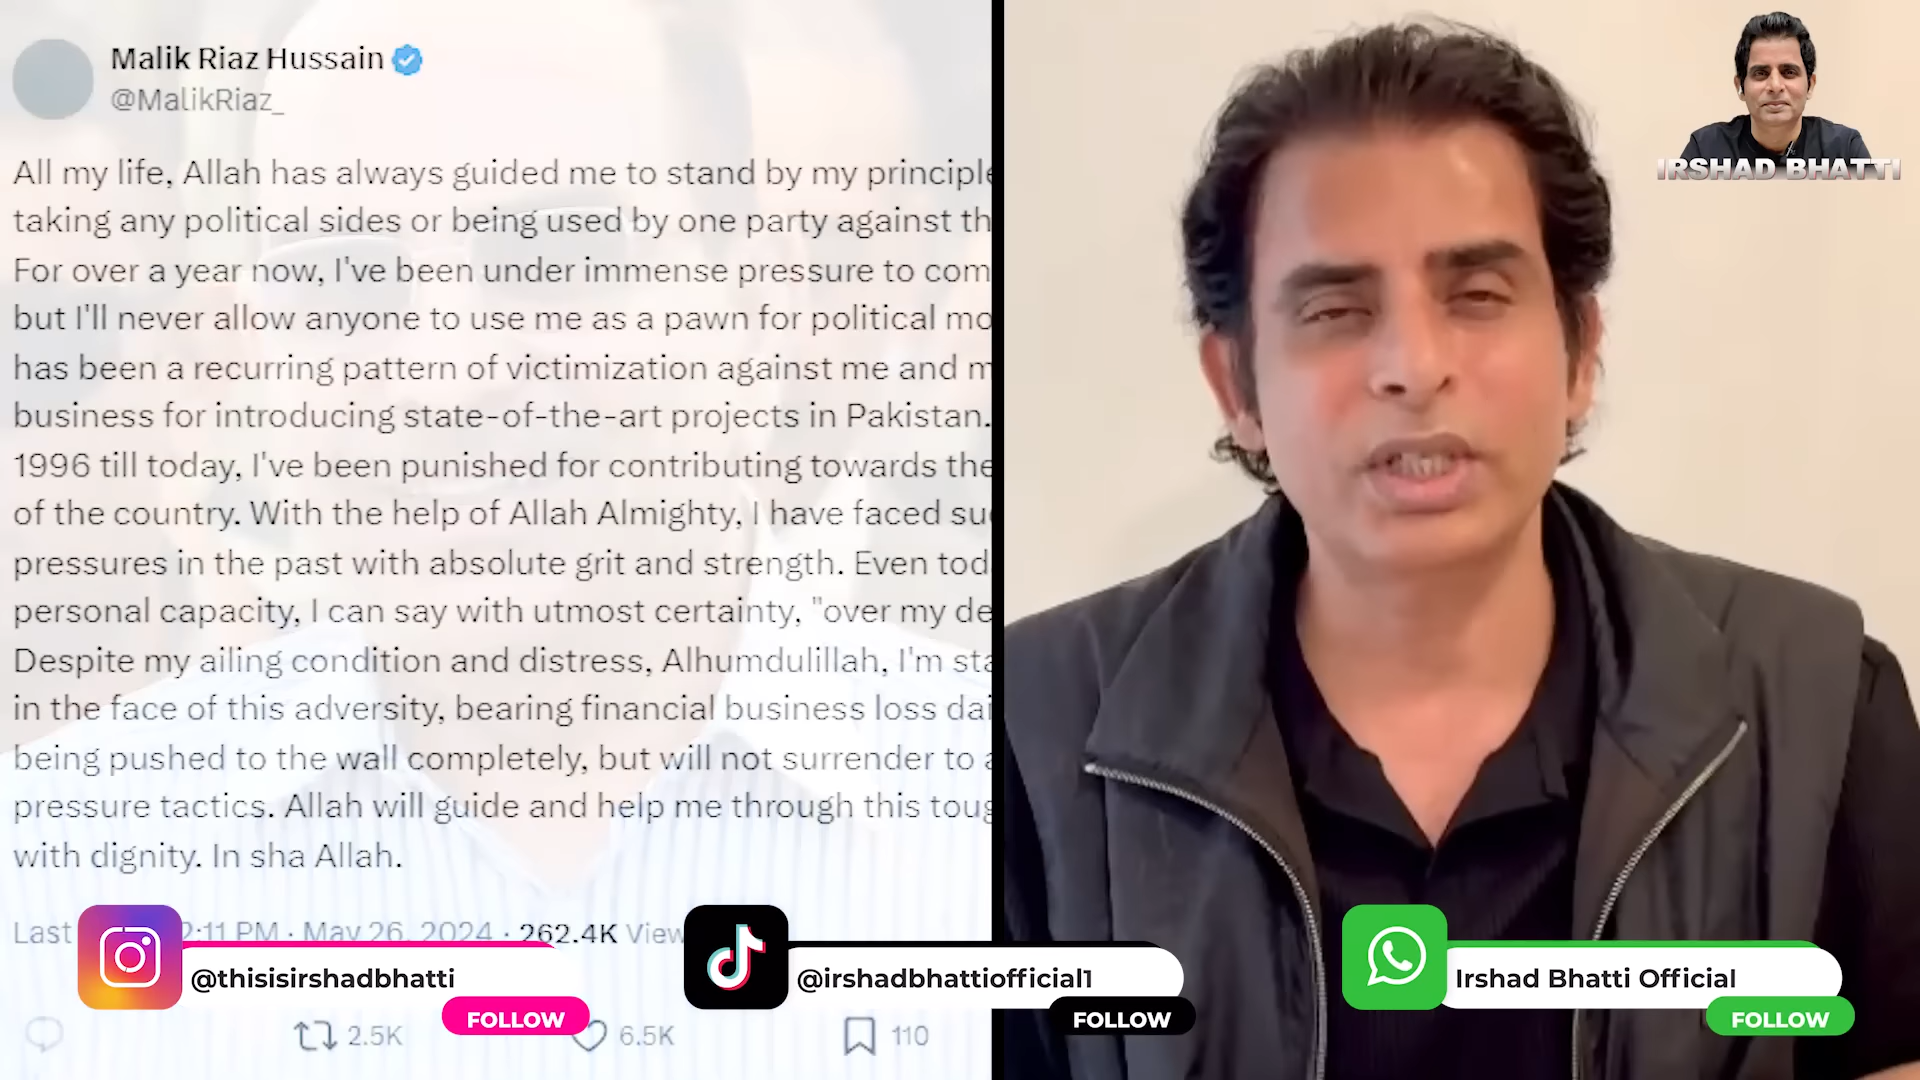 Malik Riaz Hussain
@MalikRiaz_
All my life, Allah has always guided me to stand by my principle
taking any political sides or being used by one party against th
For over a year now, I've been under immense pressure to com
but I'll never allow anyone to use me as a pawn for political mo
has been a recurring pattern of victimization against me and m
business for introducing state-of-the-art projects in Pakistan.
1996 till today, I've been punished for contributing towards the
of the country. With the help of Allah Almighty, I have faced su
pressures in the past with absolute grit and strength. Even tod
personal capacity, I can say with utmost certainty, "over my de
Despite my ailing condition and distress, Alhumdulillah, I'm sta
in the face of this adversity, bearing financial business loss dai
being pushed to the wall completely, but will not surrender to a
pressure tactics. Allah will guide and help me through this toug
with dignity. In sha Allah.
Last 2:11 PM · May 26, 2024 · 262.4K View
2.5K 6.5K 110
IRSHAD BHATTI
@thisisirshadbhatti
FOLLOW
@irshadbhattiofficial1
FOLLOW
Irshad Bhatti Official
FOLLOW